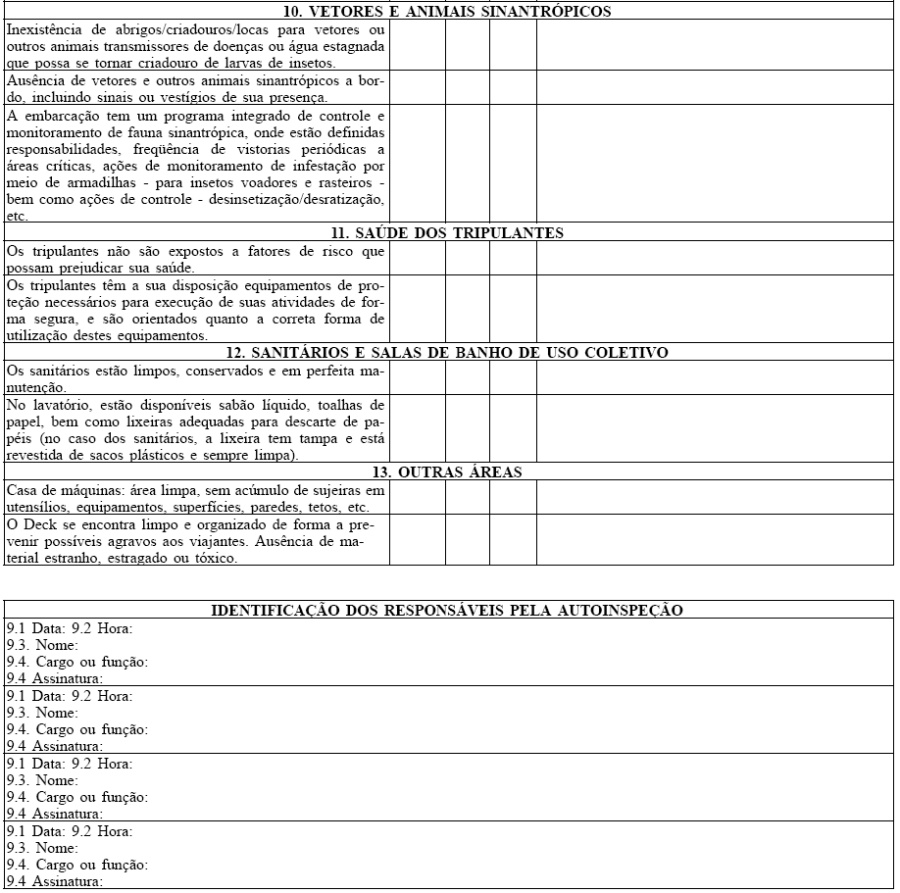 10. VETORES E ANIMAIS SINANTRÓPICOS
Inexistência de abrigos/criadouros/locas para vetores ou
outros animais transmissores de doenças ou água estagnada
que possa se tornar criadouro de larvas de insetos.
Ausência de vetores e outros animais sinantrópicos a bor-
do, incluindo sinais ou vestígios de sua presença.
A embarcação tem um programa integrado de controle e
monitoramento de fauna sinantrópica, onde estão definidas
responsabilidades, freqüência de vistorias periódicas a
áreas críticas, ações de monitoramento de infestação por
meio de armadilhas - para insetos voadores e rasteiros -
bem como ações de controle - desinsetização/desratização,
etc.
11. SAÚDE DOS TRIPULANTES
Os tripulantes não são expostos a fatores de risco que
possam prejudicar sua saúde.
Os tripulantes têm a sua disposição equipamentos de pro-
teção necessários para execução de suas atividades de for-
ma segura, e são orientados quanto a correta forma de
utilização destes equipamentos.
12. SANITÁRIOS E SALAS DE BANHO DE USO COLETIVO
Os sanitários estão limpos, conservados e em perfeita ma-
nutenção.
No lavatório, estão disponíveis sabão líquido, toalhas de
papel, bem como lixeiras adequadas para descarte de pa-
péis (no caso dos sanitários, a lixeira tem tampa e está
revestida de sacos plásticos e sempre limpa).
13. OUTRAS ÁREAS
Casa de máquinas: área limpa, sem acúmulo de sujeiras em
utensílios, equipamentos, superfícies, paredes, tetos, etc.
O Deck se encontra limpo e organizado de forma a pre-
venir possíveis agravos aos viajantes. Ausência de ma-
terial estranho, estragado ou tóxico.
IDENTIFICAÇÃO DOS RESPONSÁVEIS PELA AUTOINSPEÇÃO
9.1 Data: 9.2 Hora:
9.3. Nome:
9.4. Cargo ou função:
9.4 Assinatura:
9.1 Data: 9.2 Hora:
9.3. Nome:
9.4. Cargo ou função:
9.4 Assinatura:
9.1 Data: 9.2 Hora:
9.3. Nome:
9.4. Cargo ou função:
9.4 Assinatura:
9.1 Data: 9.2 Hora:
9.3. Nome:
9.4. Cargo ou função:
9.4 Assinatura: